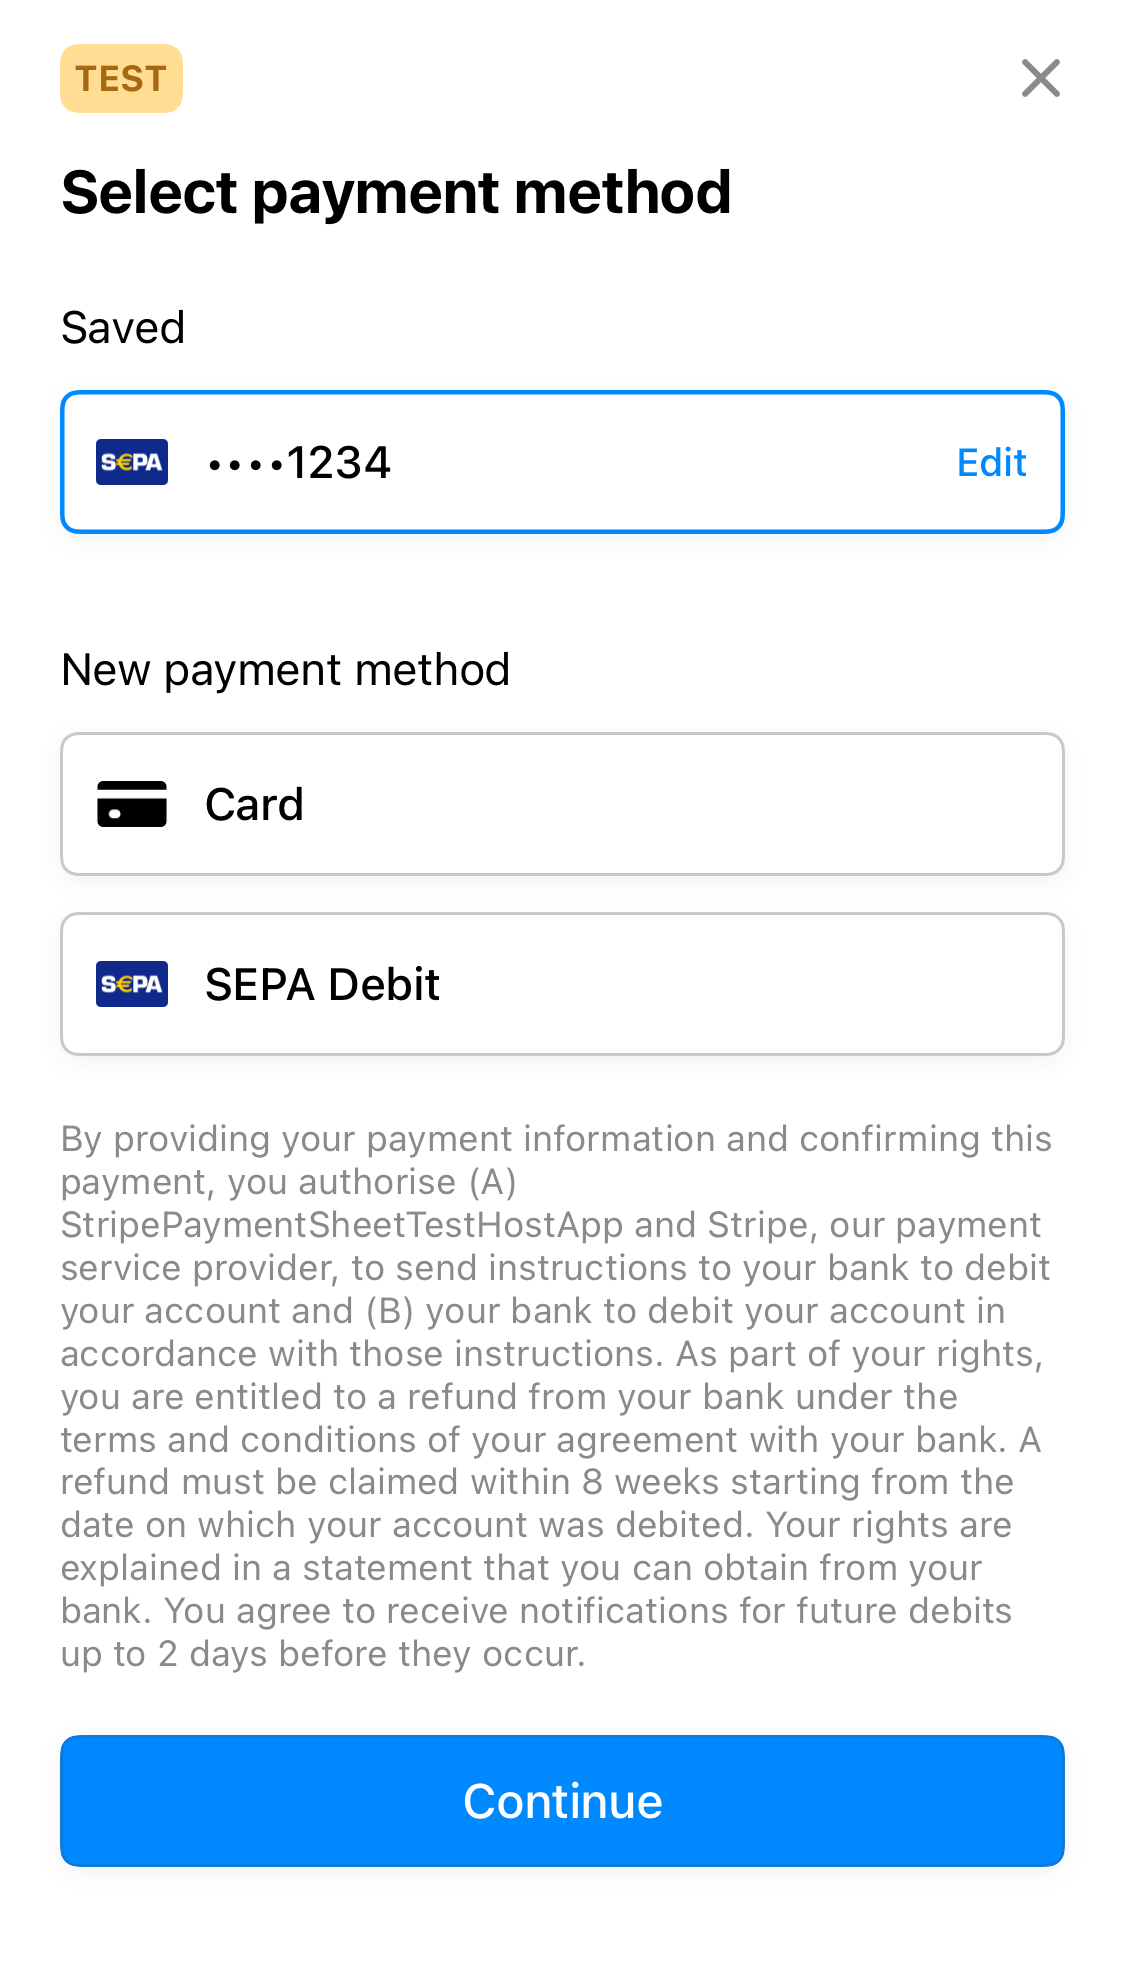 TEST
Select payment method
Saved
S€PA ••••1234 Edit
New payment method
Card
S€PA SEPA Debit
By providing your payment information and confirming this
payment, you authorise (A)
StripePaymentSheetTestHostApp and Stripe, our payment
service provider, to send instructions to your bank to debit
your account and (B) your bank to debit your account in
accordance with those instructions. As part of your rights,
you are entitled to a refund from your bank under the
terms and conditions of your agreement with your bank. A
refund must be claimed within 8 weeks starting from the
date on which your account was debited. Your rights are
explained in a statement that you can obtain from your
bank. You agree to receive notifications for future debits
up to 2 days before they occur.
Continue